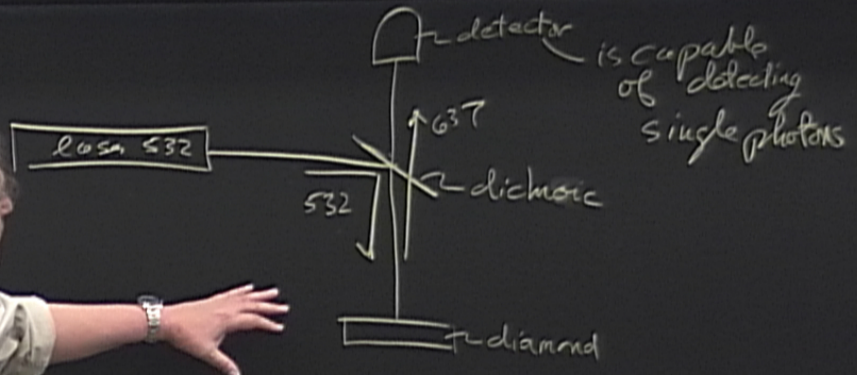 detector
is capable
of detecting
single photons
637
laser 532
532
dichroic
diamond